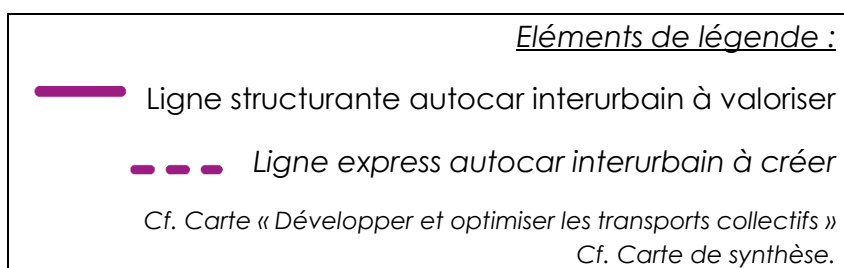 Eléments de légende :
Ligne structurante autocar interurbain à valoriser
Ligne express autocar interurbain à créer
Cf. Carte « Développer et optimiser les transports collectifs »
Cf. Carte de synthèse.